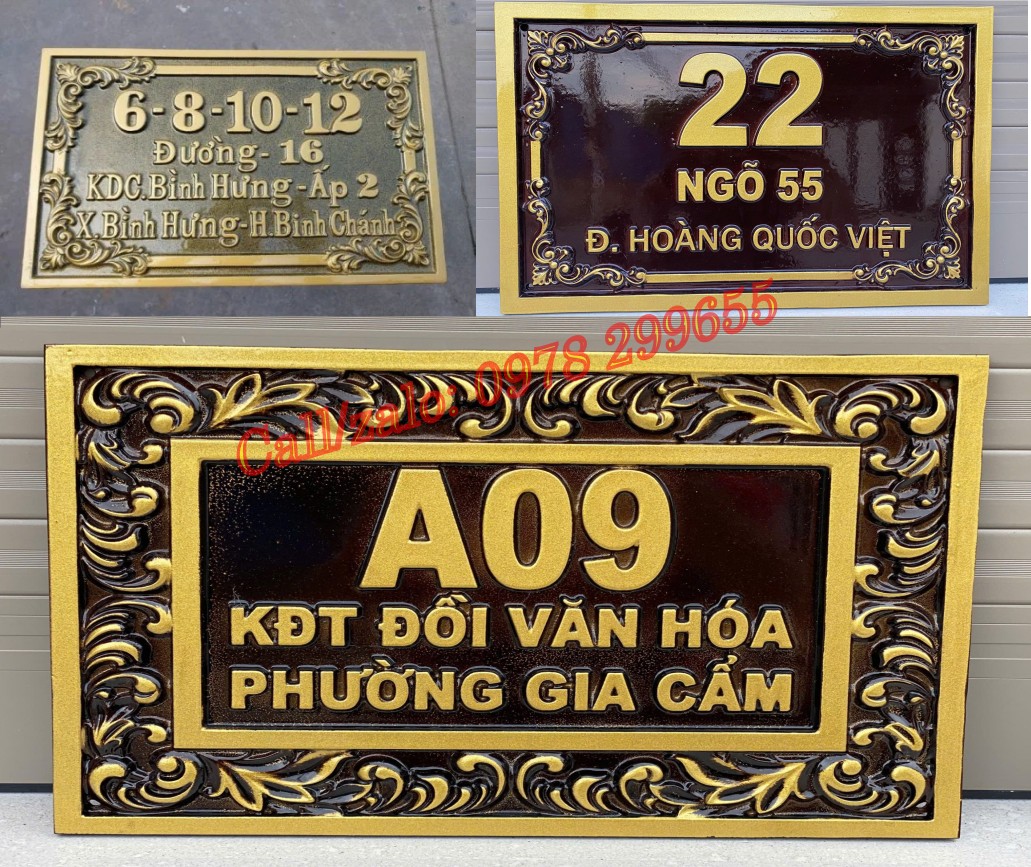 6-8-10-12
Đường- 16
KDC.Bình Hưng -Ấp 2
X.Bình Hưng-H.Bình Chánh
22
NGÕ 55
Đ. HOÀNG QUỐC VIỆT
Call/zalo: 0978 299655
A09
KĐT ĐỒI VĂN HÓA
PHƯỜNG GIA CẨM